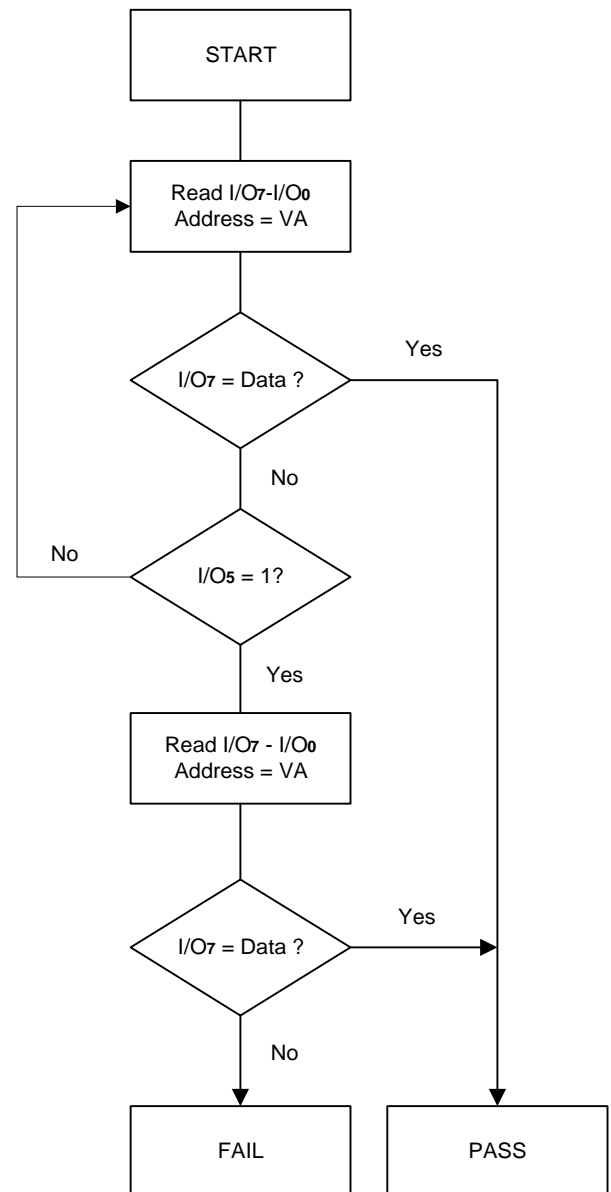 START
Read I/O7-I/O0
Address = VA
Yes
I/O7 = Data ?
No
No
I/O5 = 1?
Yes
Read I/O7 - I/O0
Address = VA
Yes
I/O7 = Data ?
No
FAIL
PASS